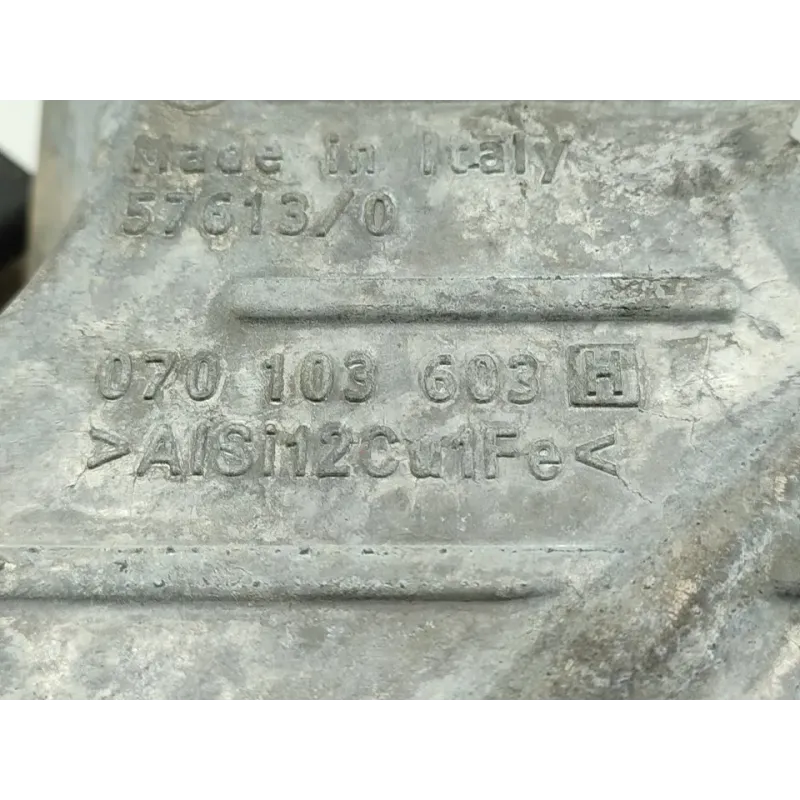 Made in Italy
57613/0
070 103 603 H
>AlSi12Cu1Fe<